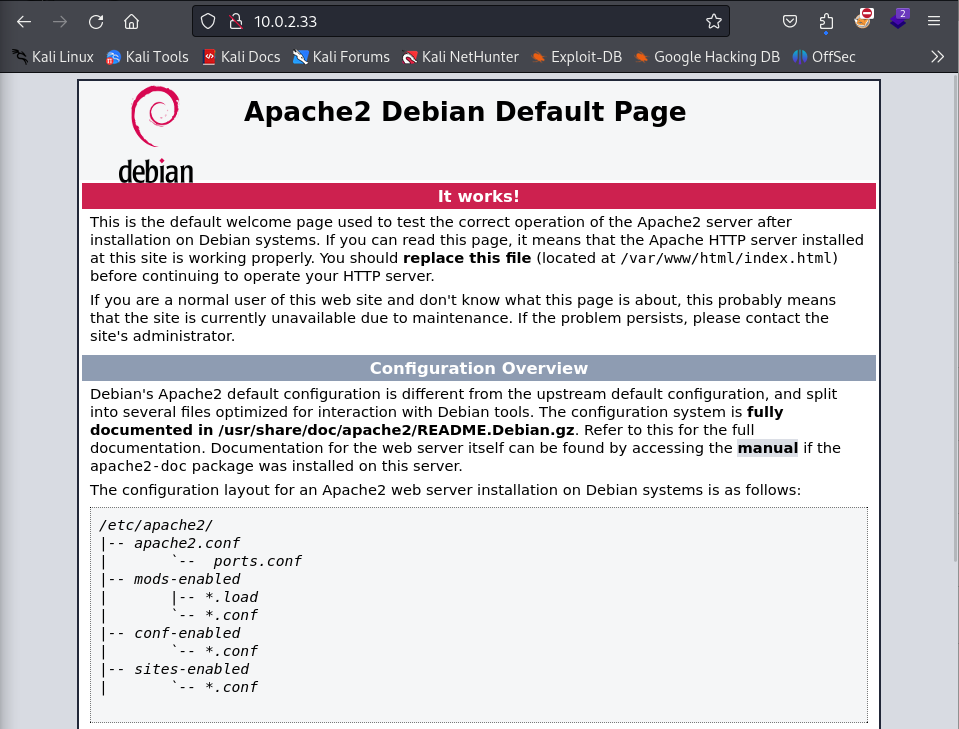 10.0.2.33
2
Kali Linux Kali Tools Kali Docs Kali Forums Kali NetHunter Exploit-DB Google Hacking DB OffSec
debian
Apache2 Debian Default Page
It works!
This is the default welcome page used to test the correct operation of the Apache2 server after
installation on Debian systems. If you can read this page, it means that the Apache HTTP server installed
at this site is working properly. You should replace this file (located at /var/www/html/index.html)
before continuing to operate your HTTP server.
If you are a normal user of this web site and don't know what this page is about, this probably means
that the site is currently unavailable due to maintenance. If the problem persists, please contact the
site's administrator.
Configuration Overview
Debian's Apache2 default configuration is different from the upstream default configuration, and split
into several files optimized for interaction with Debian tools. The configuration system is fully
documented in /usr/share/doc/apache2/README.Debian.gz. Refer to this for the full
documentation. Documentation for the web server itself can be found by accessing the manual if the
apache2-doc package was installed on this server.
The configuration layout for an Apache2 web server installation on Debian systems is as follows:
/etc/apache2/
|-- apache2.conf
|       `--  ports.conf
|-- mods-enabled
|       |-- *.load
|       `-- *.conf
|-- conf-enabled
|       `-- *.conf
|-- sites-enabled
|       `-- *.conf